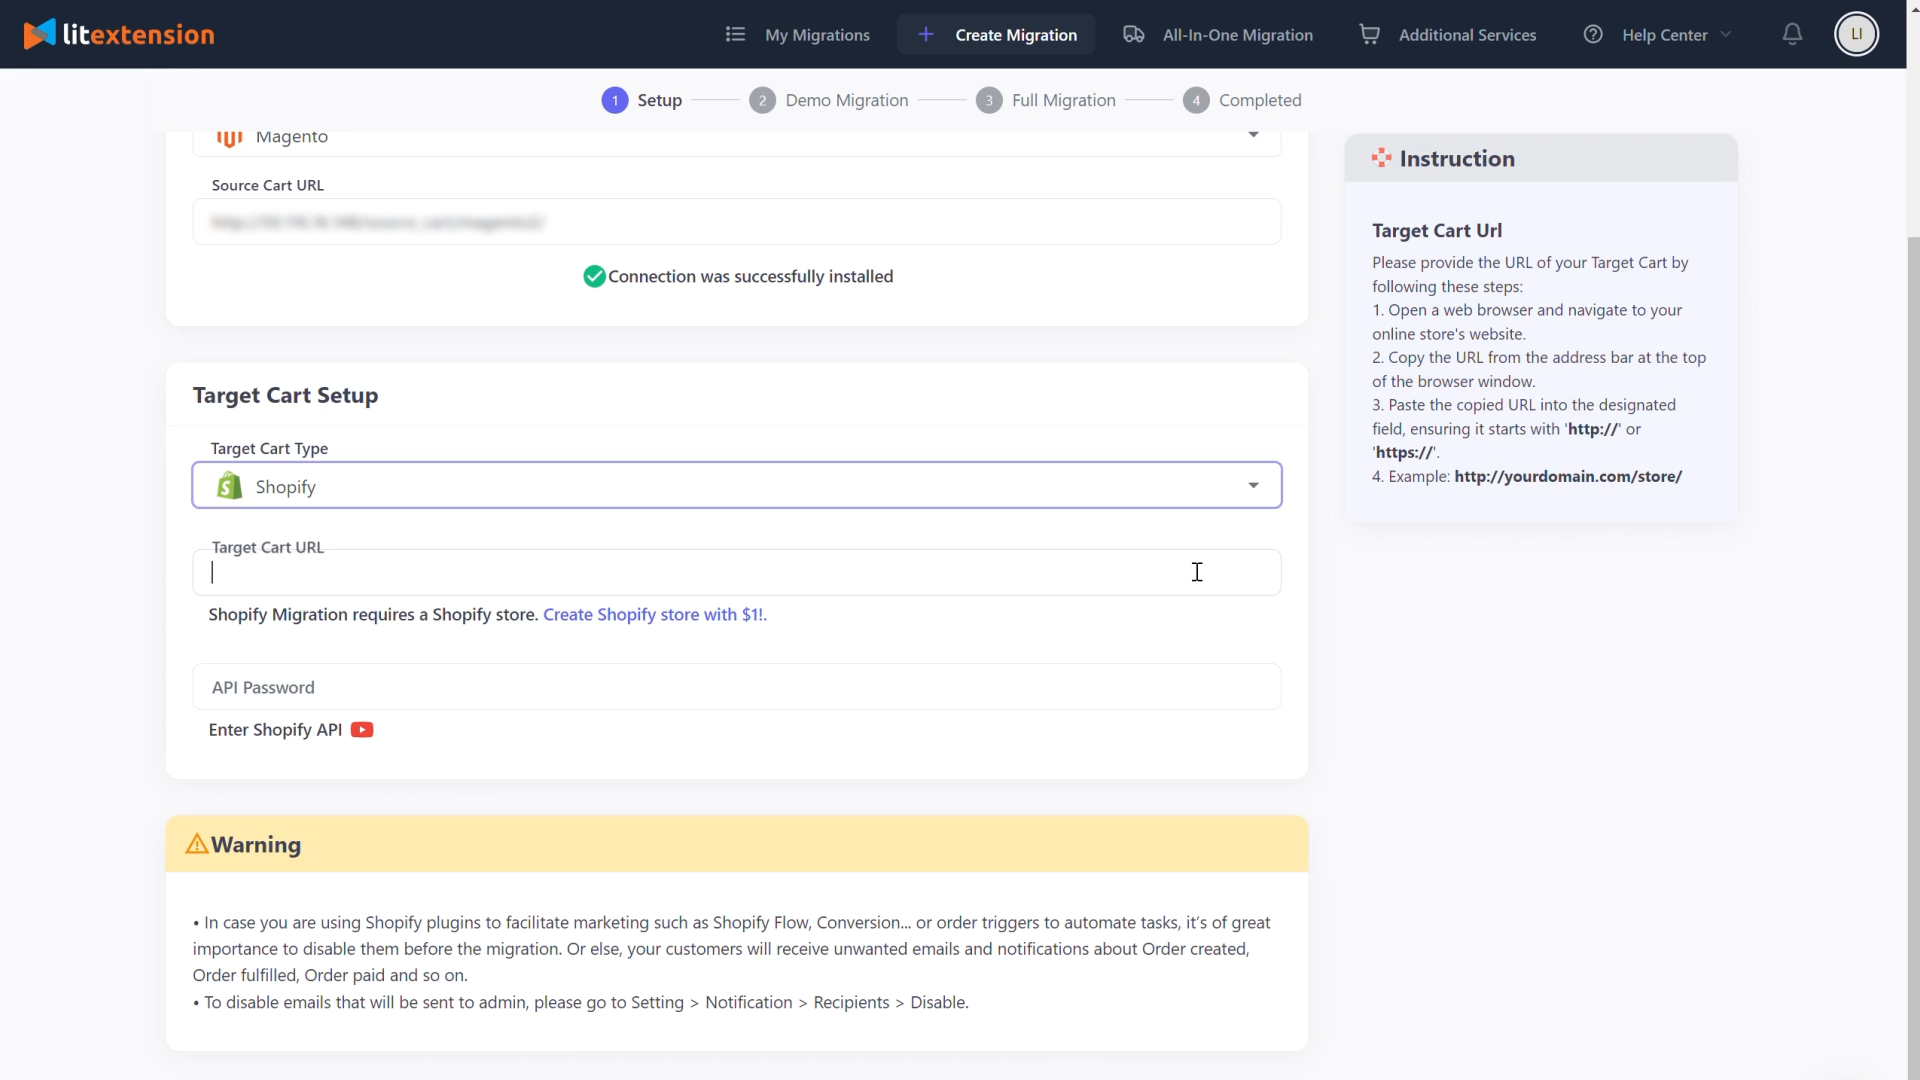 litextension
My Migrations
Create Migration
All-In-One Migration
Additional Services
Help Center
LI
1 Setup
2 Demo Migration
3 Full Migration
4 Completed
Magento
Source Cart URL
Connection was successfully installed
Target Cart Setup
Target Cart Type
Shopify
Target Cart URL
Shopify Migration requires a Shopify store. Create Shopify store with $1!.
API Password
Enter Shopify API
Warning
• In case you are using Shopify plugins to facilitate marketing such as Shopify Flow, Conversion... or order triggers to automate tasks, it's of great
importance to disable them before the migration. Or else, your customers will receive unwanted emails and notifications about Order created,
Order fulfilled, Order paid and so on.
• To disable emails that will be sent to admin, please go to Setting > Notification > Recipients > Disable.
Instruction
Target Cart Url
Please provide the URL of your Target Cart by
following these steps:
1. Open a web browser and navigate to your
online store's website.
2. Copy the URL from the address bar at the top
of the browser window.
3. Paste the copied URL into the designated
field, ensuring it starts with 'http://' or
'https://'.
4. Example: http://yourdomain.com/store/